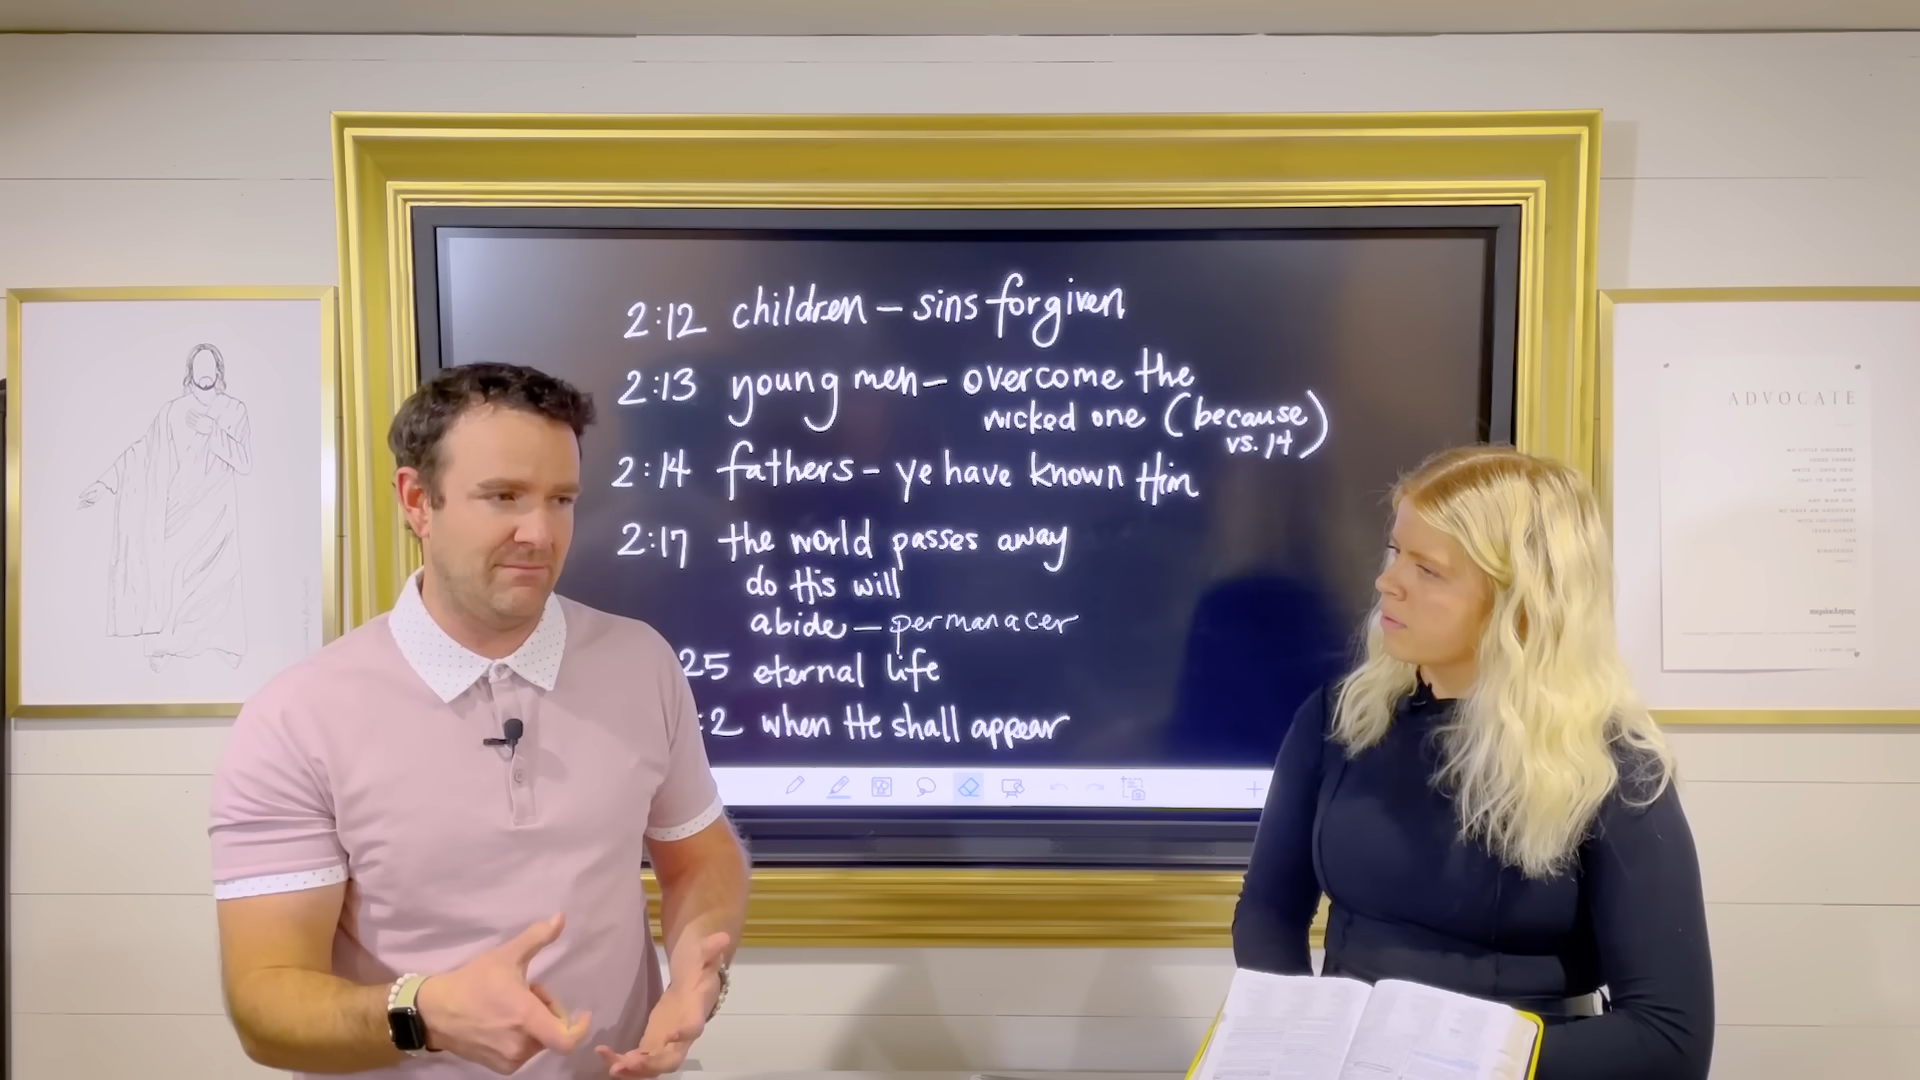 2:12 children — sins forgiven
2:13 young men — overcome the
wicked one (because
vs. 14)
2:14 fathers - ye have known Him
2:17 the world passes away
do His will
abide — permanacer
25 eternal life
:2 when He shall appear
ADVOCATE